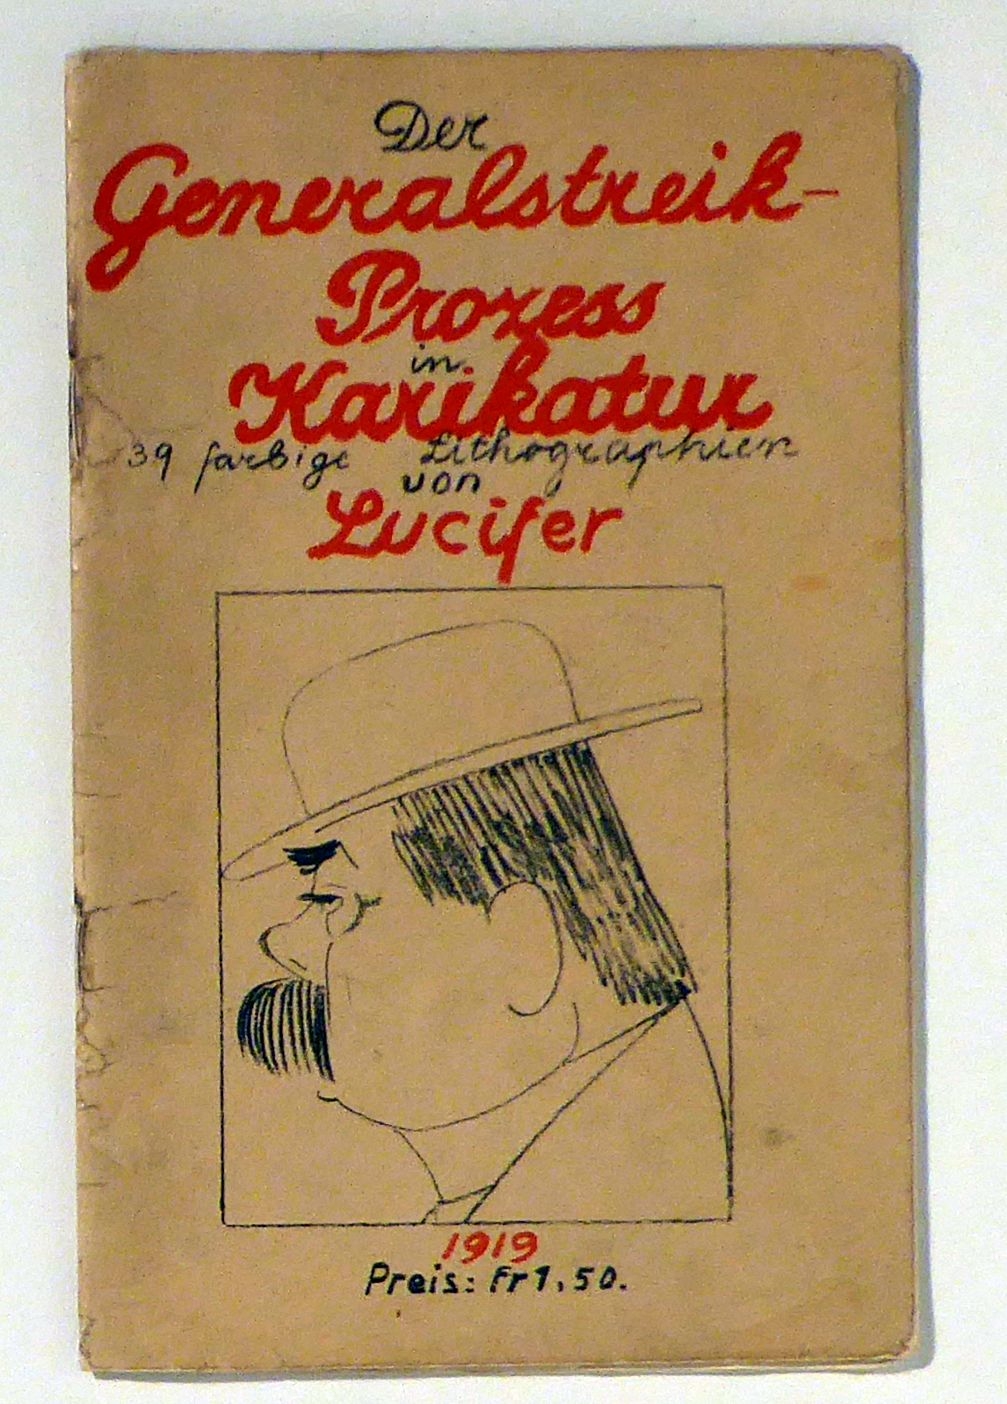 Der
Generalstreik-
Prozess
in
Karikatur
39 farbige Lithographien
von
Lucifer
1919
Preis: fr 1.50.